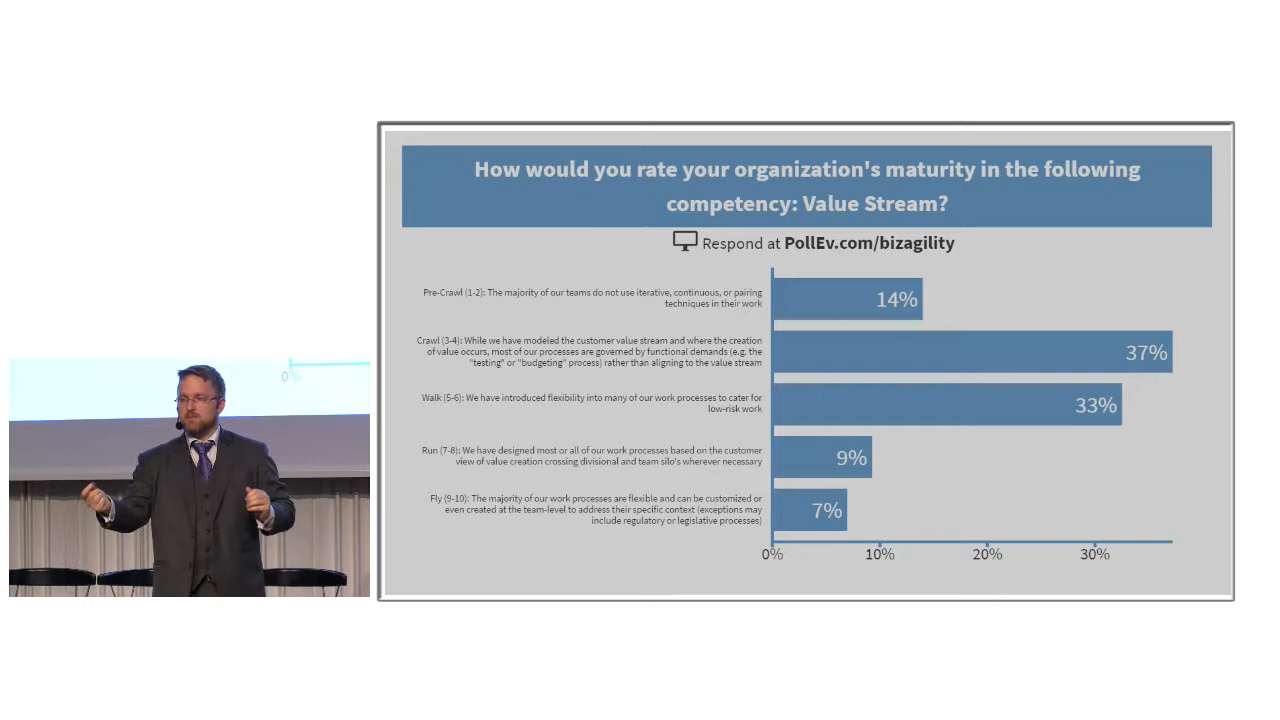 How would you rate your organization's maturity in the following
competency: Value Stream?
Respond at PollEv.com/bizagility
Pre-Crawl (1-2): The majority of our teams do not use iterative, continuous, or pairing
techniques in their work
14%
Crawl (3-4): While we have modeled the customer value stream and where the creation
of value occurs, most of our processes are governed by functional demands (e.g. the
"testing" or "budgeting" process) rather than aligning to the value stream
37%
Walk (5-6): We have introduced flexibility into many of our work processes to cater for
low-risk work
33%
Run (7-8): We have designed most or all of our work processes based on the customer
view of value creation crossing divisional and team silo's wherever necessary
9%
Fly (9-10): The majority of our work processes are flexible and can be customized or
even created at the team-level to address their specific context (exceptions may
include regulatory or legislative processes)
7%
0% 10% 20% 30%
0%